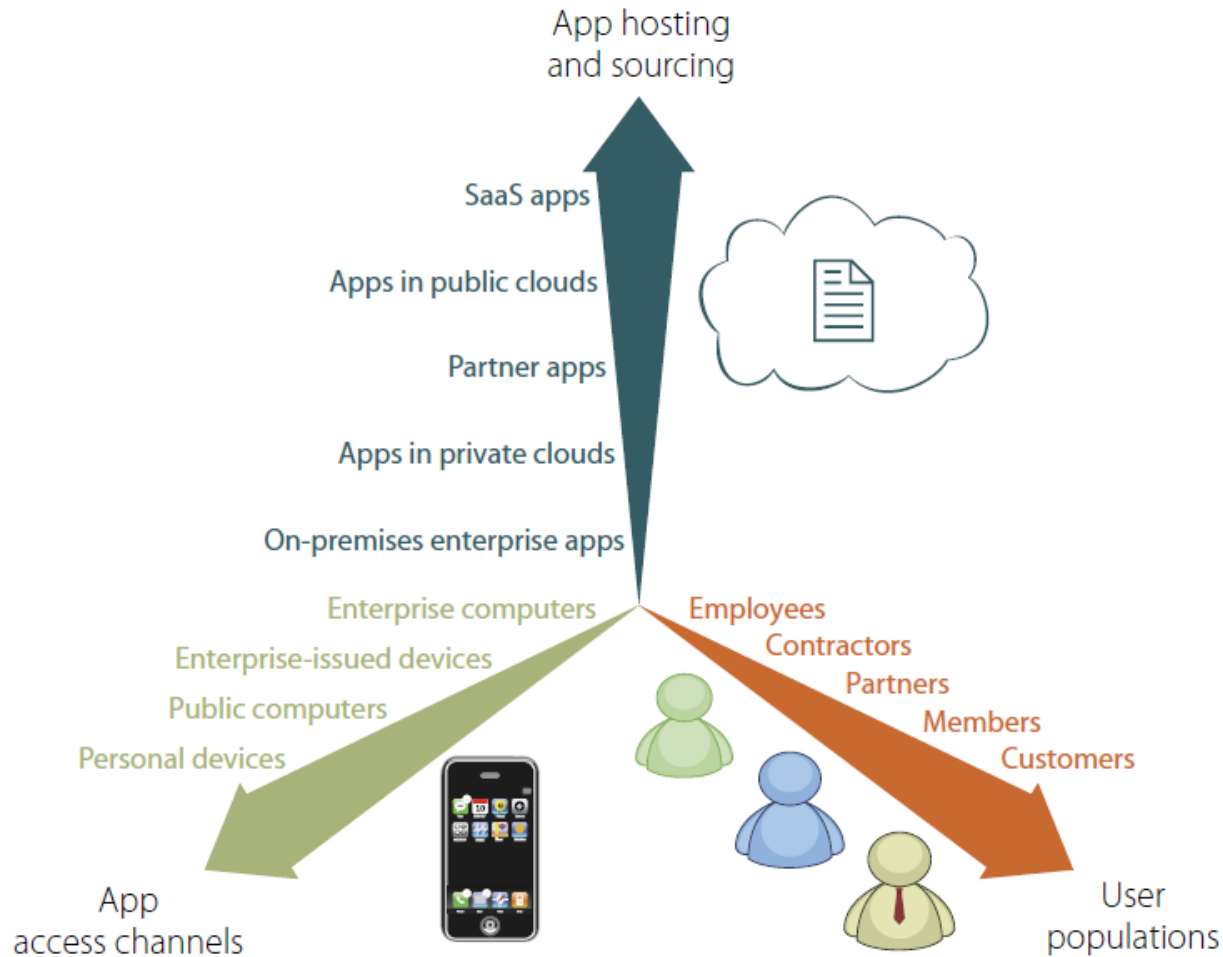 App hosting
and sourcing
SaaS apps
Apps in public clouds
Partner apps
Apps in private clouds
On-premises enterprise apps
Enterprise computers
Enterprise-issued devices
Public computers
Personal devices
App
access channels
Employees
Contractors
Partners
Members
Customers
User
populations
10